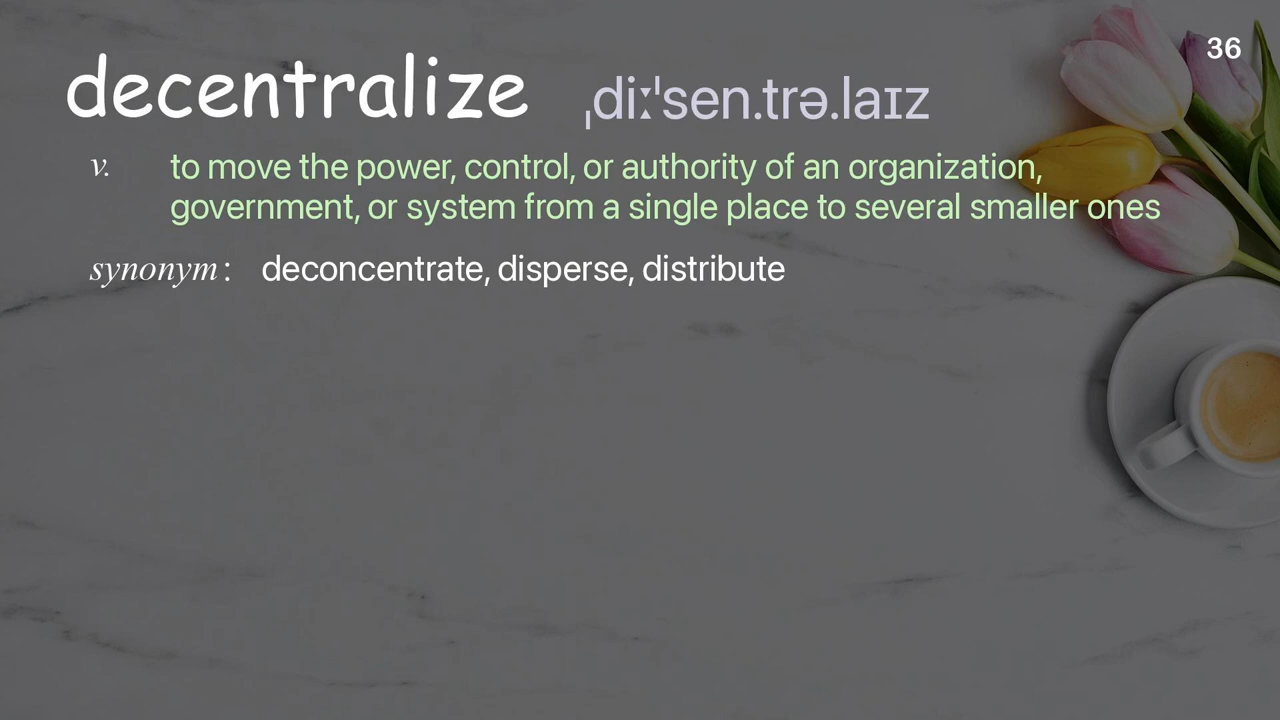 36
decentralize ˌdiːˈsen.trə.laɪz
v. to move the power, control, or authority of an organization,
government, or system from a single place to several smaller ones
synonym : deconcentrate, disperse, distribute